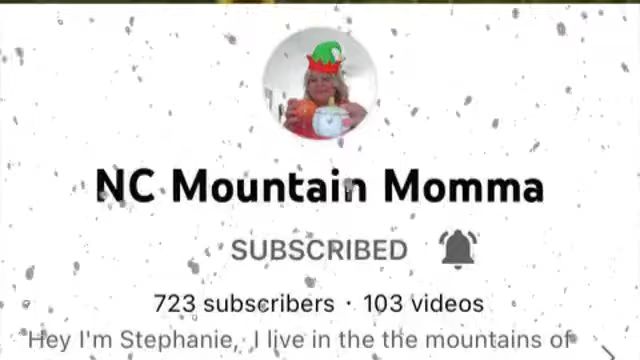 NC Mountain Momma
SUBSCRIBED
723 subscribers · 103 videos
Hey I'm Stephanie, I live in the the mountains of